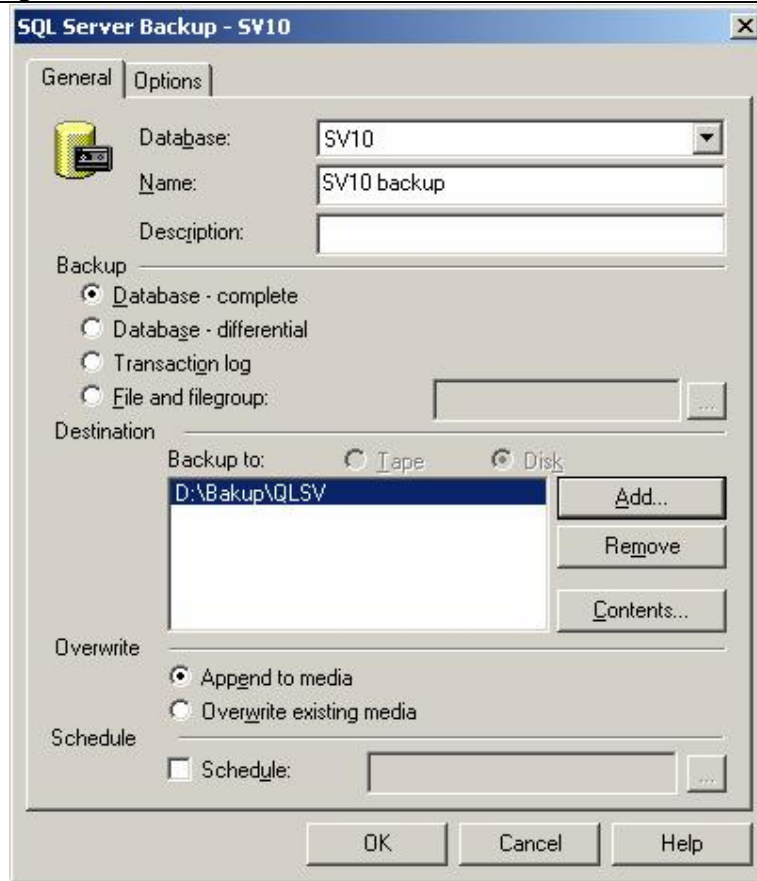 SQL Server Backup - SV10
General
Options
Database:
SV10
Name:
SV10 backup
Description:
Backup
Database - complete
Database - differential
Transaction log
File and filegroup:
...
Destination
Backup to:
Tape
Disk
D:\Bakup\QLSV
Add...
Remove
Contents...
Overwrite
Append to media
Overwrite existing media
Schedule
Schedule:
...
OK
Cancel
Help